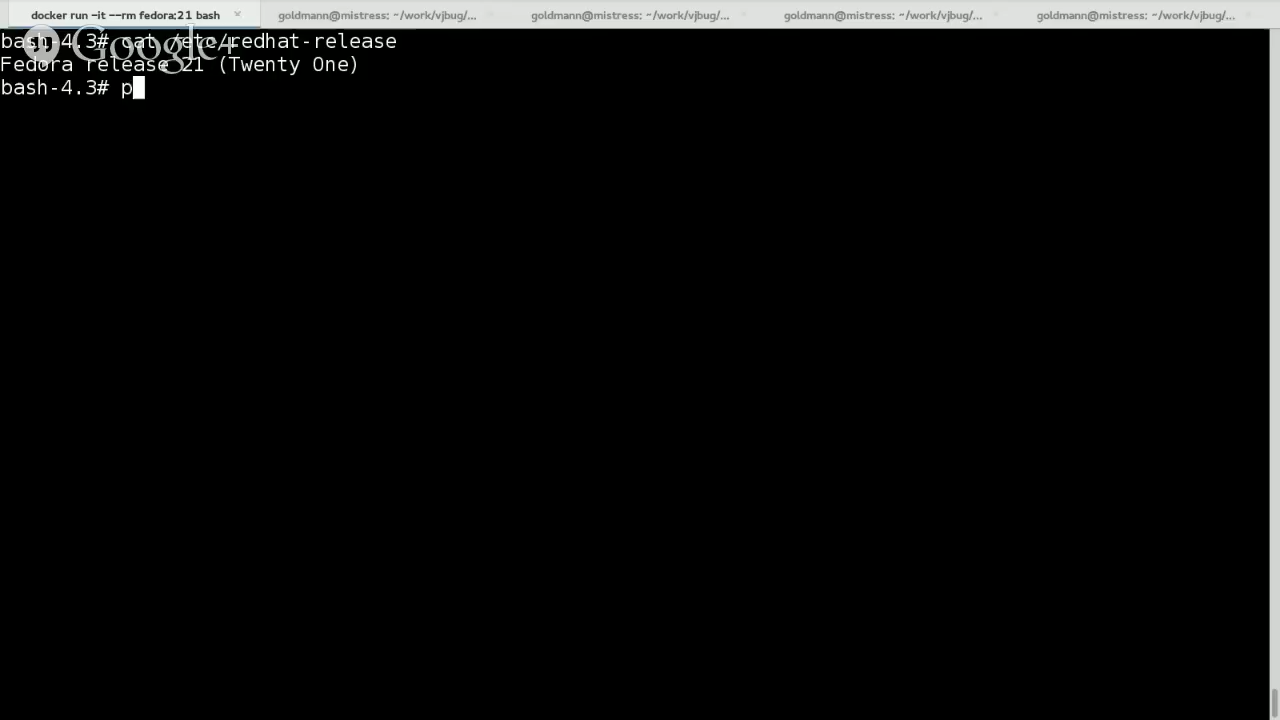 docker run -it --rm fedora:21 bash × goldmann@mistress: ~/work/vjbug/... goldmann@mistress: ~/work/vjbug/... goldmann@mistress: ~/work/vjbug/... goldmann@mistress: ~/work/vjbug/...
Google+
bash-4.3# cat /etc/redhat-release
Fedora release 21 (Twenty One)
bash-4.3# p